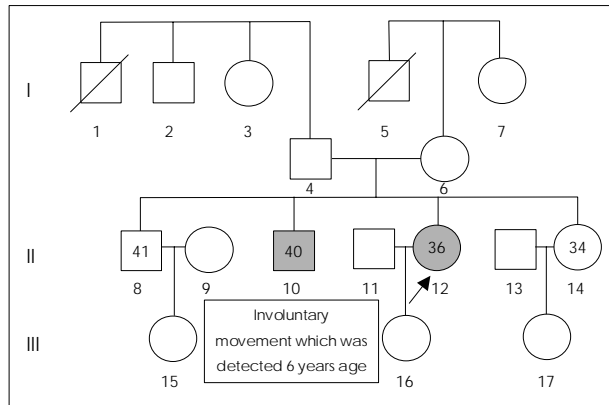 I
1 2 3 5 7
4 6
II 41 40 36 34
8 9 10 11 12 13 14
Involuntary
movement which was
detected 6 years age
III
15 16 17